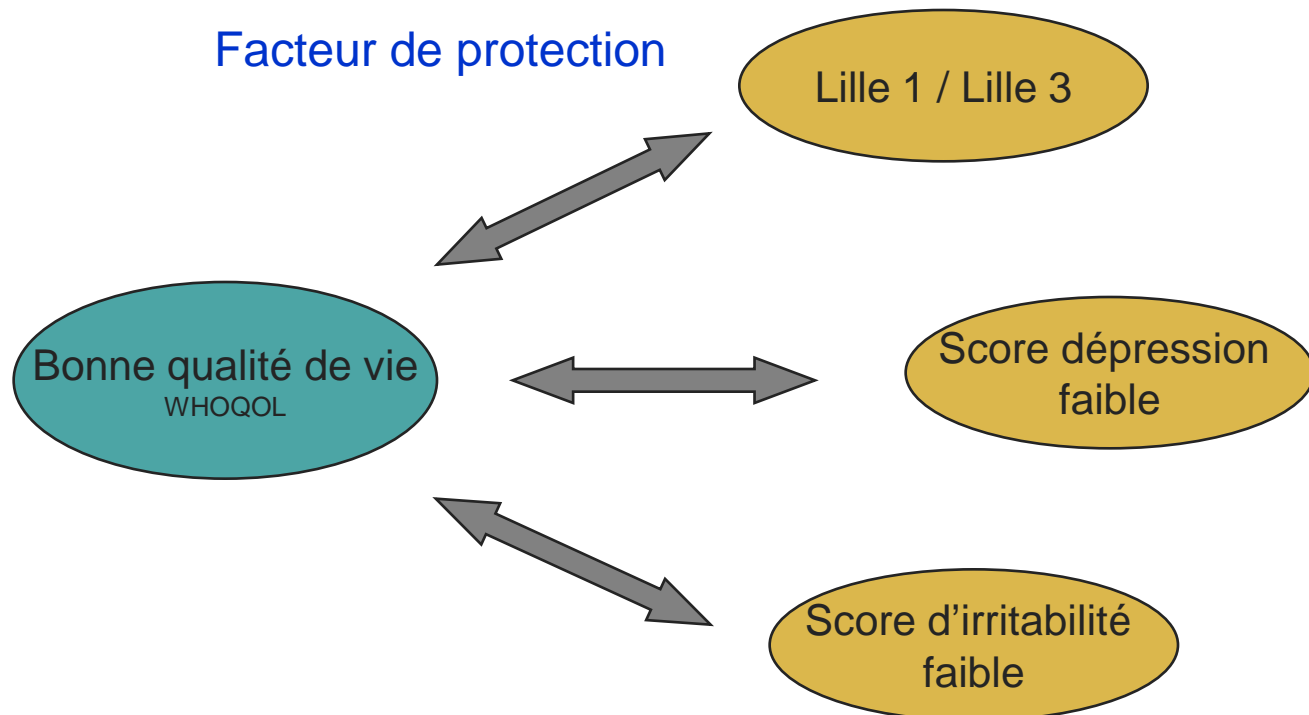 Facteur de protection
Lille 1 / Lille 3
Bonne qualité de vie
WHOQOL
Score dépression
faible
Score d'irritabilité
faible